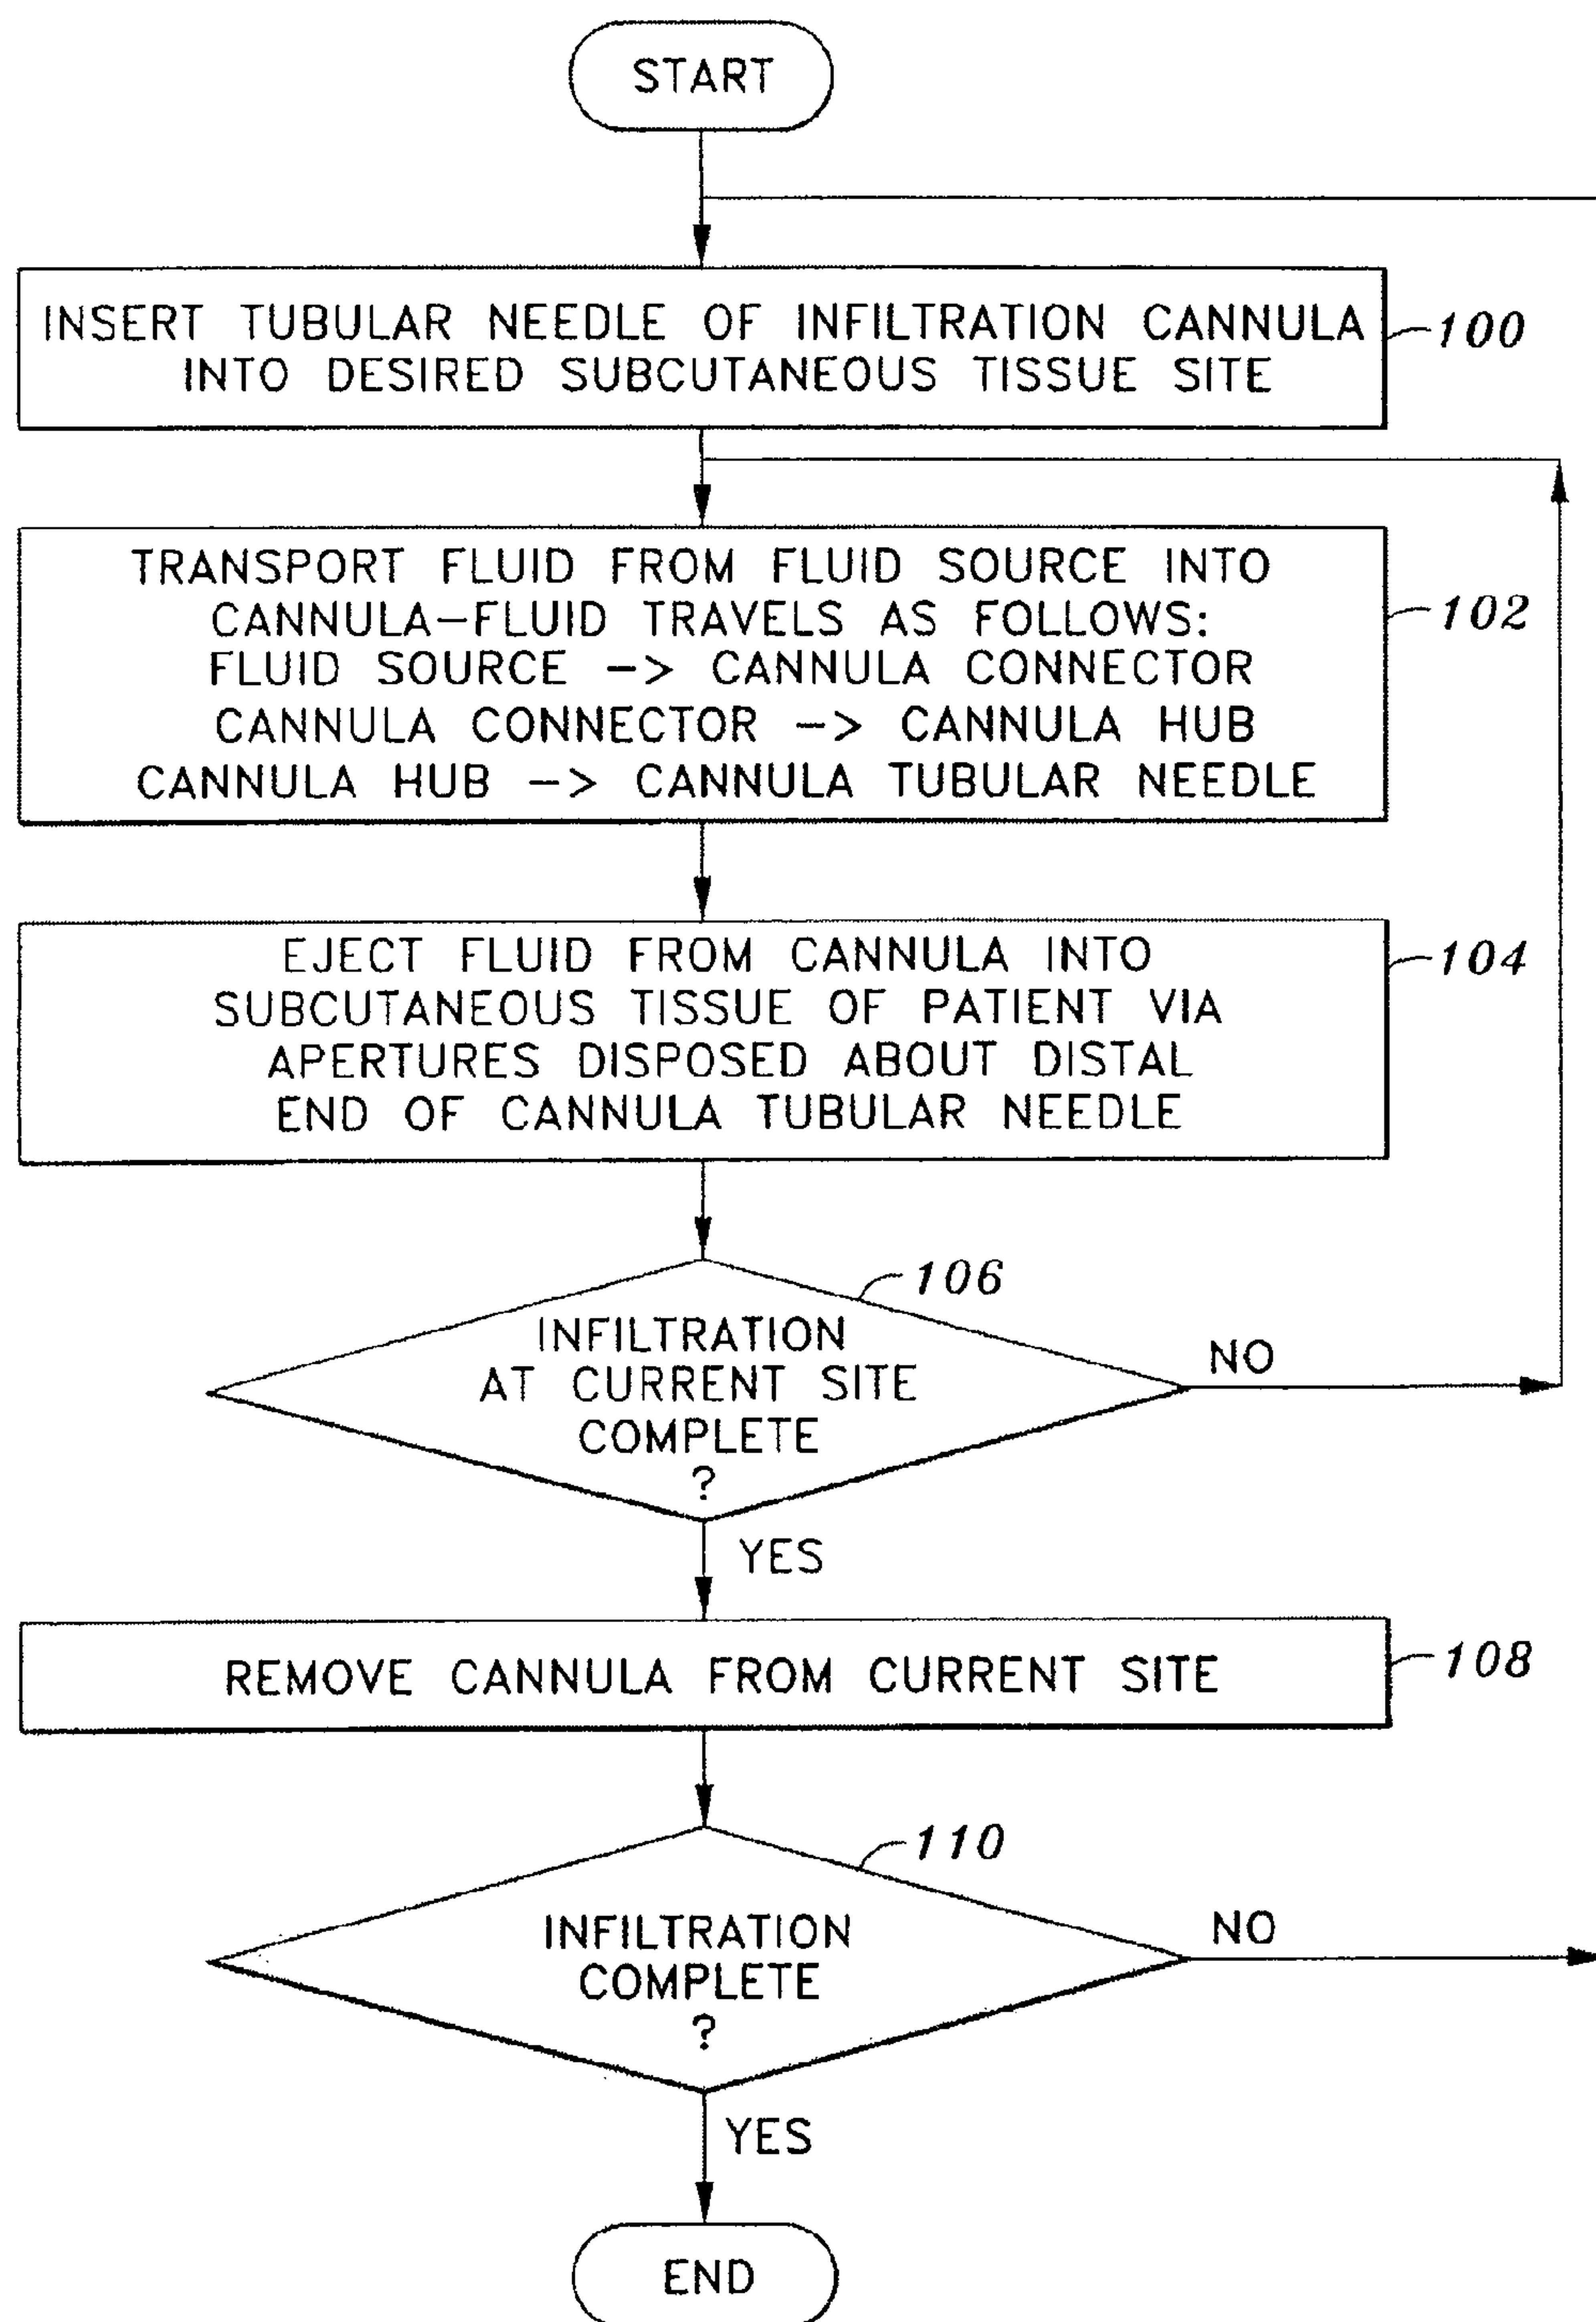 START
INSERT TUBULAR NEEDLE OF INFILTRATION CANNULA
INTO DESIRED SUBCUTANEOUS TISSUE SITE
100
TRANSPORT FLUID FROM FLUID SOURCE INTO
CANNULA-FLUID TRAVELS AS FOLLOWS:
FLUID SOURCE -> CANNULA CONNECTOR
CANNULA CONNECTOR -> CANNULA HUB
CANNULA HUB -> CANNULA TUBULAR NEEDLE
102
EJECT FLUID FROM CANNULA INTO
SUBCUTANEOUS TISSUE OF PATIENT VIA
APERTURES DISPOSED ABOUT DISTAL
END OF CANNULA TUBULAR NEEDLE
104
106
INFILTRATION
AT CURRENT SITE
COMPLETE
?
NO
YES
REMOVE CANNULA FROM CURRENT SITE
108
110
INFILTRATION
COMPLETE
?
NO
YES
END